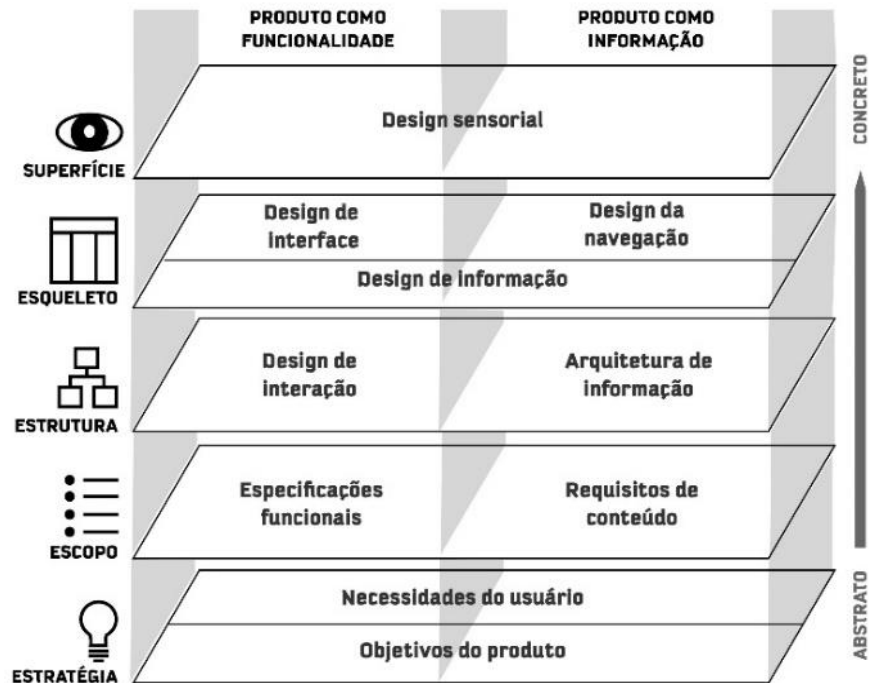 PRODUTO COMO
FUNCIONALIDADE
PRODUTO COMO
INFORMAÇÃO
CONCRETO
Design sensorial
SUPERFÍCIE
Design de
interface
Design da
navegação
Design de informação
ESQUELETO
Design de
interação
Arquitetura de
informação
ESTRUTURA
Especificações
funcionais
Requisitos de
conteúdo
ESCOPO
Necessidades do usuário
Objetivos do produto
ESTRATÉGIA
ABSTRATO